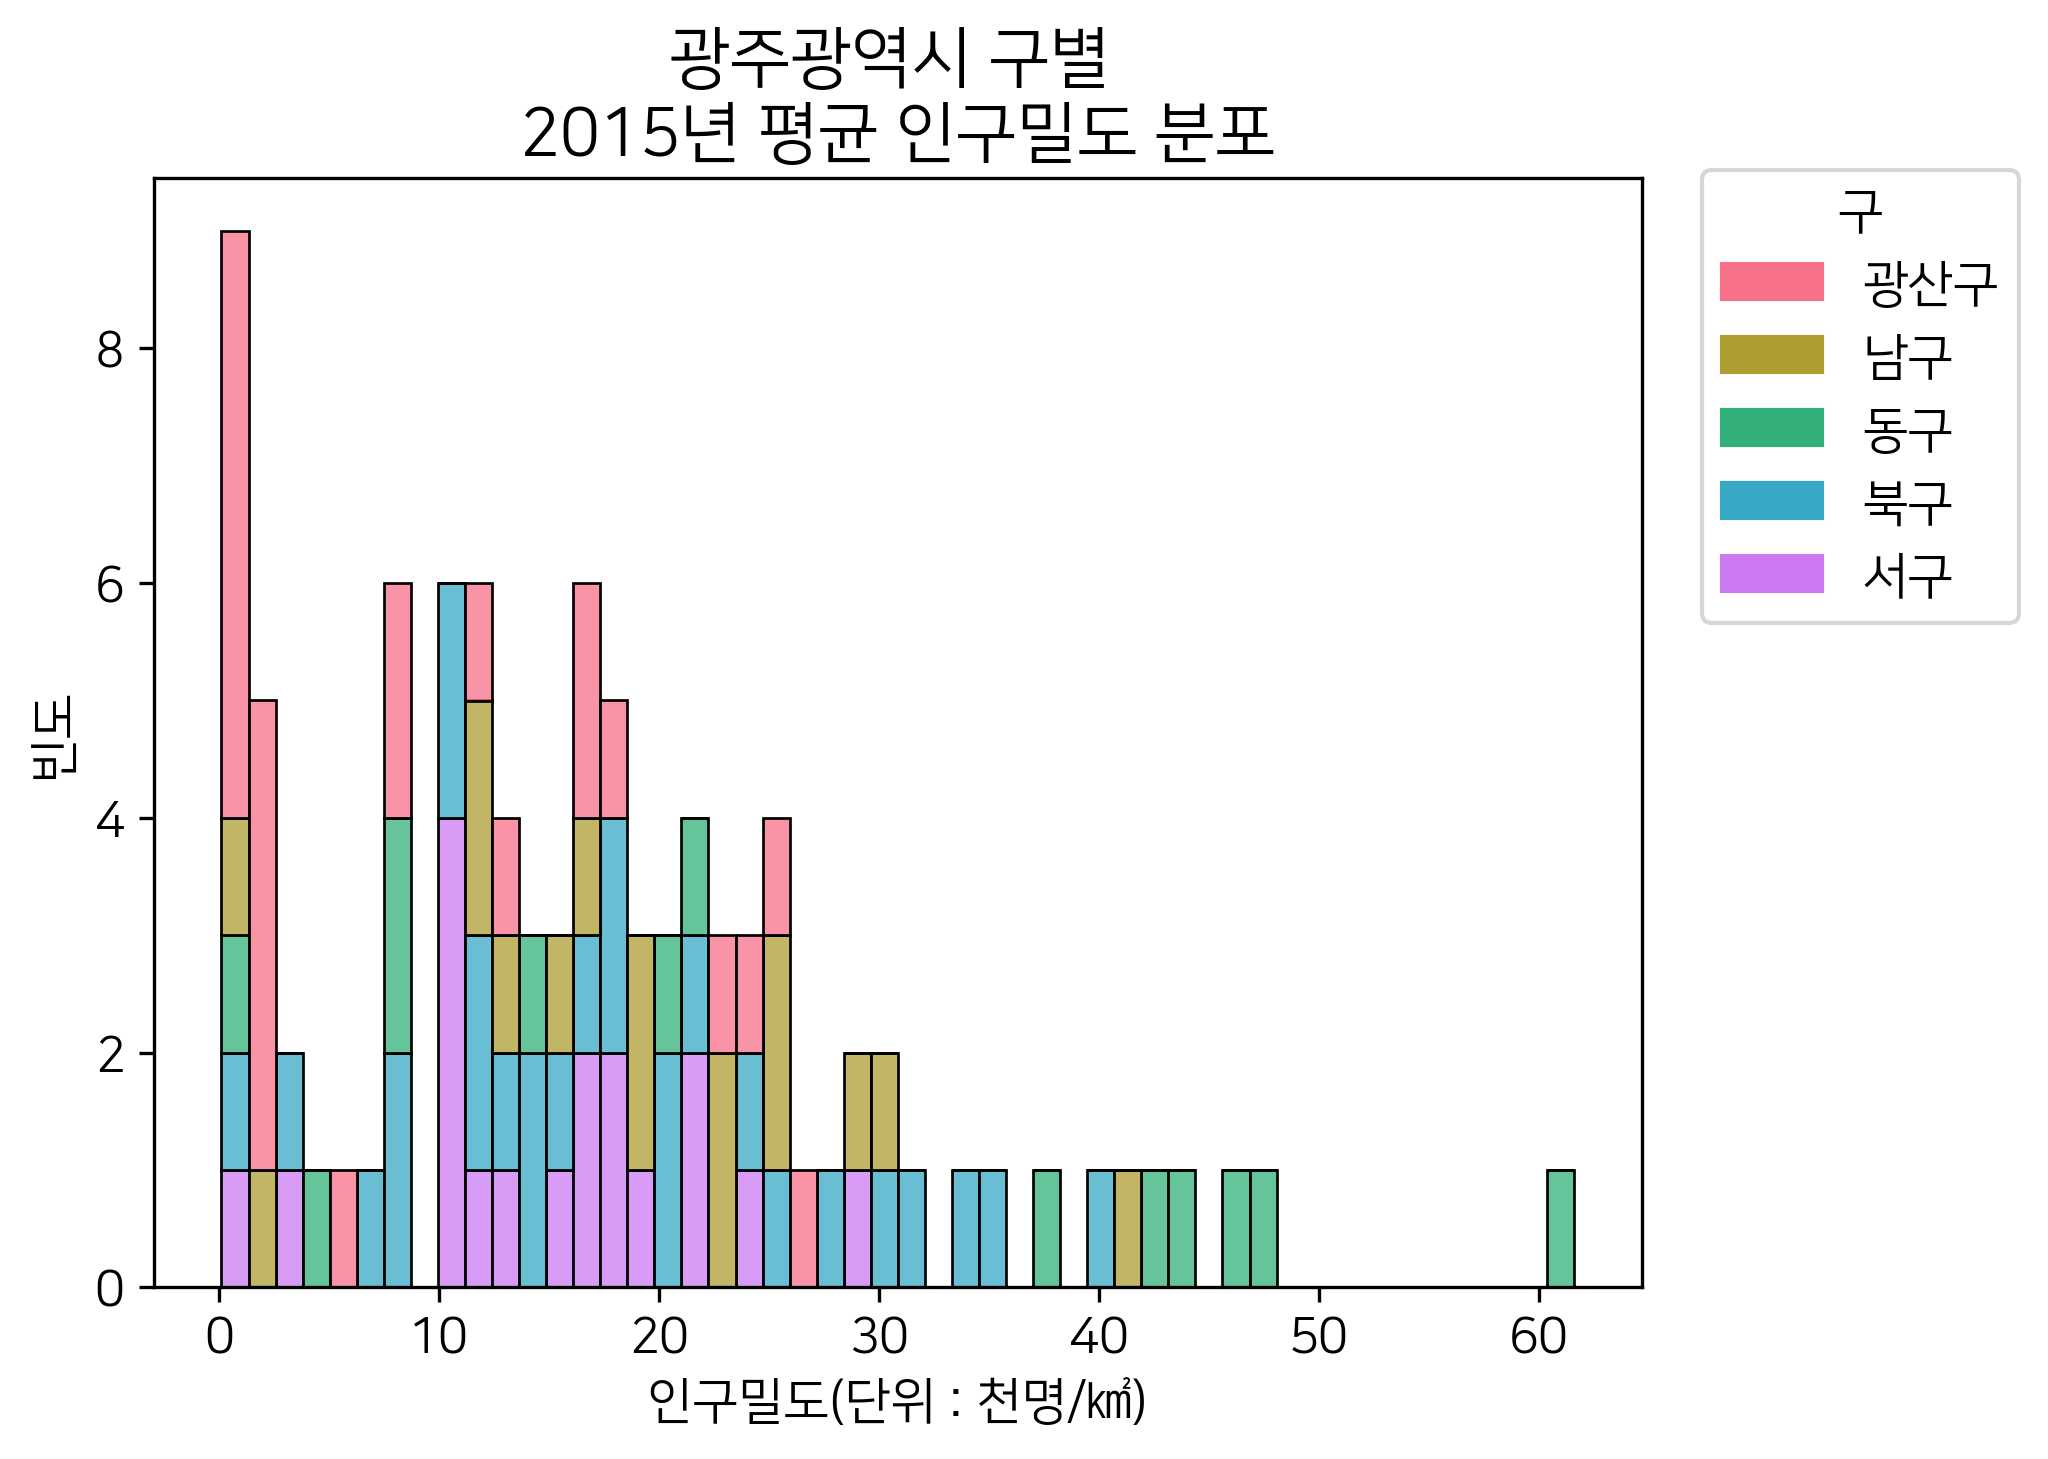 광주광역시 구별
2015년 평균 인구밀도 분포
구
광산구
남구
동구
북구
서구
빈도
8
6
4
2
0
0 10 20 30 40 50 60
인구밀도(단위 : 천명/㎢)